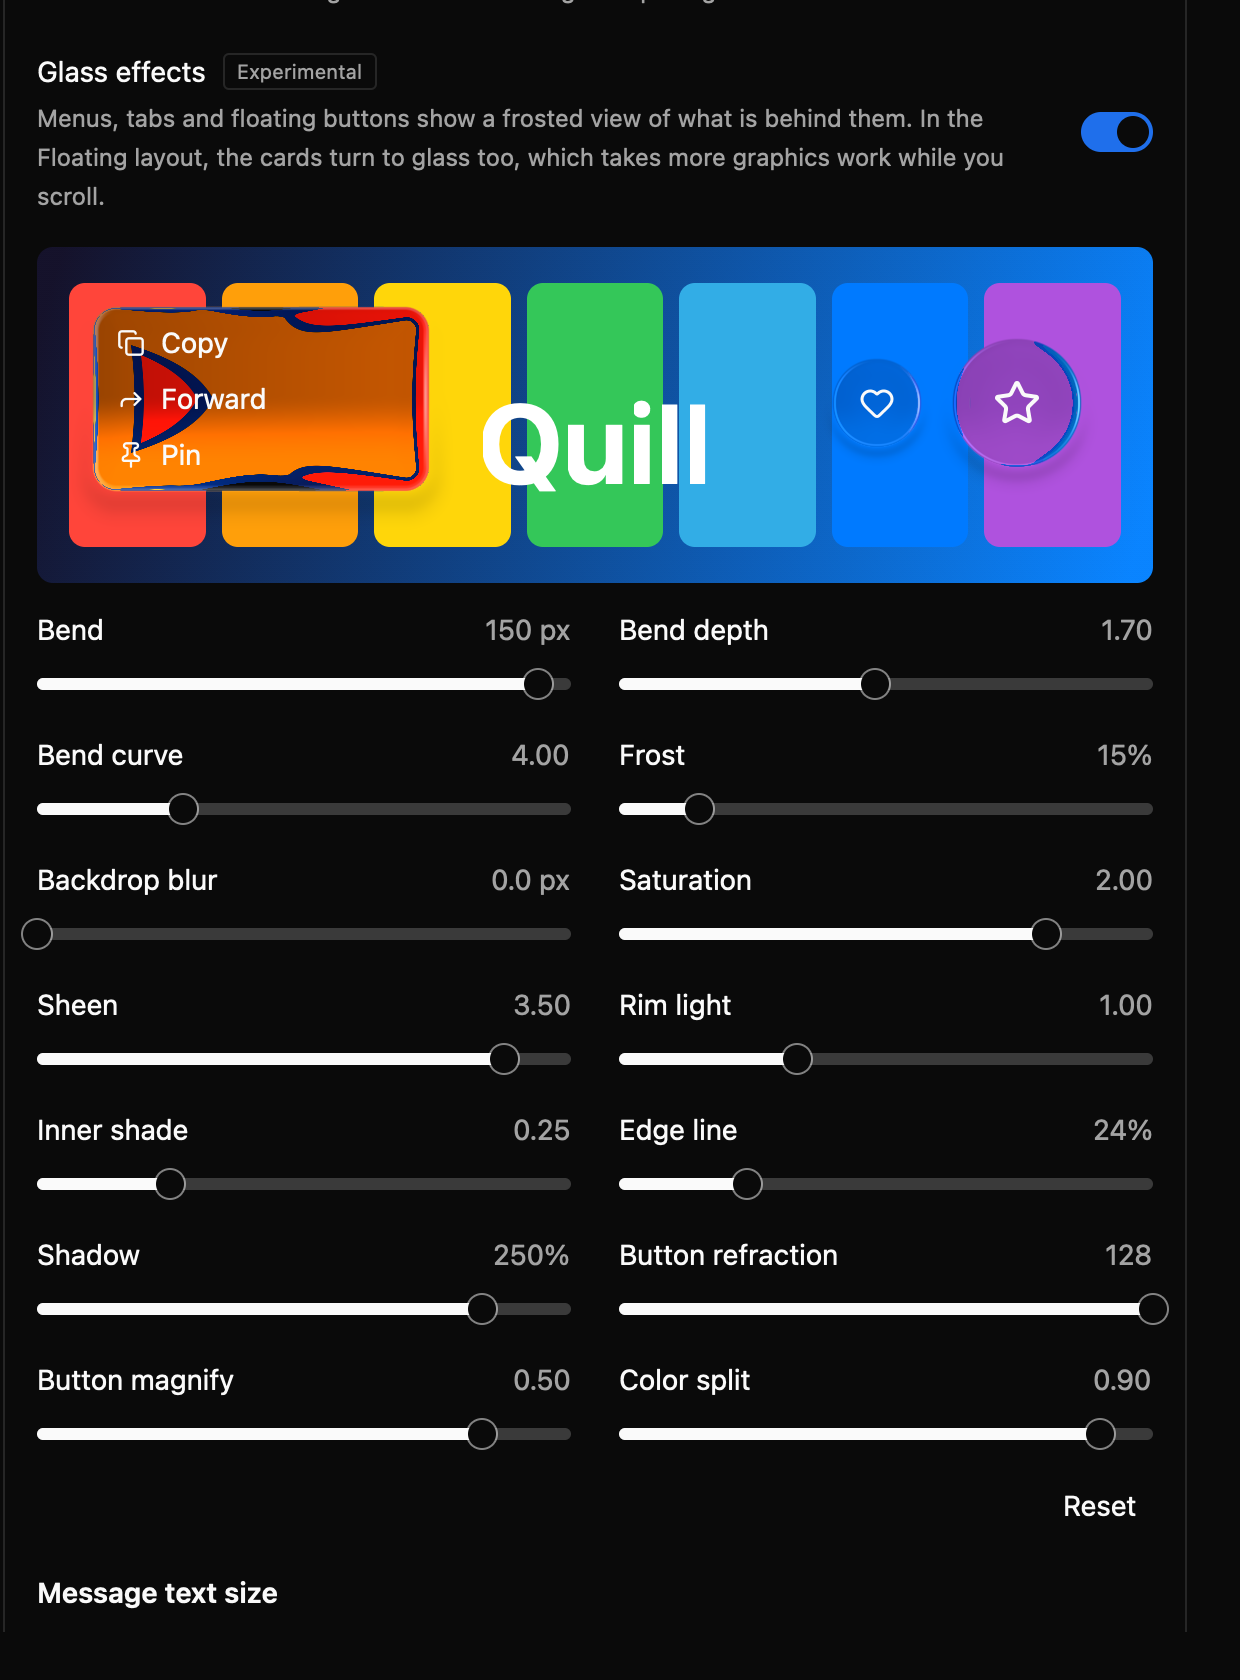 Glass effects
Experimental
Menus, tabs and floating buttons show a frosted view of what is behind them. In the
Floating layout, the cards turn to glass too, which takes more graphics work while you
scroll.
Copy
Forward
Pin
Quill
Bend 150 px
Bend depth 1.70
Bend curve 4.00
Frost 15%
Backdrop blur 0.0 px
Saturation 2.00
Sheen 3.50
Rim light 1.00
Inner shade 0.25
Edge line 24%
Shadow 250%
Button refraction 128
Button magnify 0.50
Color split 0.90
Reset
Message text size